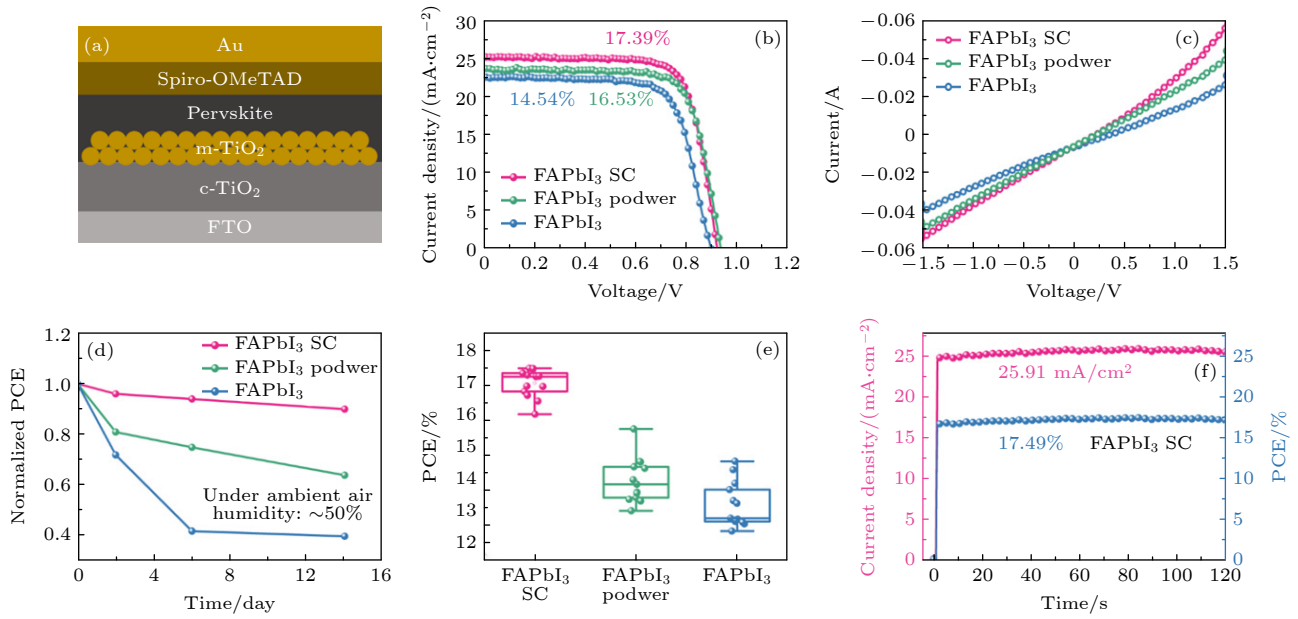 (a)
Au
Spiro-OMeTAD
Pervskite
m-TiO₂
c-TiO₂
FTO
(b)
Current density/(mA·cm⁻²)
30
25
20
15
10
5
0
17.39%
14.54% 16.53%
FAPbI₃ SC
FAPbI₃ podwer
FAPbI₃
0 0.2 0.4 0.6 0.8 1.0 1.2
Voltage/V
(c)
Current/A
−0.06
−0.04
−0.02
0
−0.02
−0.04
−0.06
FAPbI₃ SC
FAPbI₃ podwer
FAPbI₃
−1.5 −1.0 −0.5 0 0.5 1.0 1.5
Voltage/V
(d)
Normalized PCE
1.2
1.0
0.8
0.6
0.4
FAPbI₃ SC
FAPbI₃ podwer
FAPbI₃
Under ambient air
humidity: ~50%
0 4 8 12 16
Time/day
(e)
PCE/%
18
17
16
15
14
13
12
FAPbI₃
SC
FAPbI₃
podwer
FAPbI₃
(f)
Current density/(mA·cm⁻²)
25
20
15
10
5
0
25.91 mA/cm²
17.49%
FAPbI₃ SC
PCE/%
25
20
15
10
5
0
0 20 40 60 80 100 120
Time/s